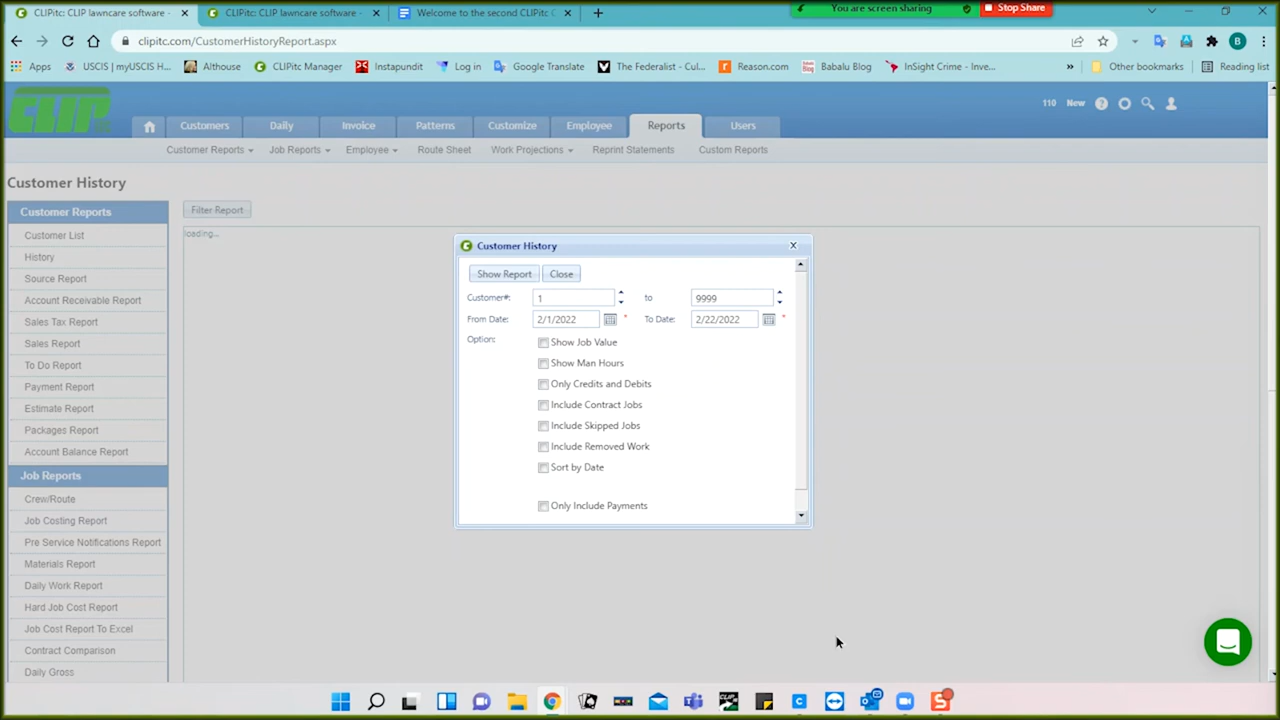 CLIPitc: CLIP lawncare software - CLIPitc: CLIP lawncare software - Welcome to the second CLIPitc C
You are screen sharing Stop Share
clipitc.com/CustomerHistoryReport.aspx B
Apps USCIS | myUSCIS H... Althouse CLIPitc Manager Instapundit Log in Google Translate The Federalist - Cul... Reason.com Babalu Blog InSight Crime - Inve... » Other bookmarks Reading list
CLIP
110 New ?
Customers Daily Invoice Patterns Customize Employee Reports Users
Customer Reports Job Reports Employee Route Sheet Work Projections Reprint Statements Custom Reports
Customer History
Customer Reports
Customer List
History
Source Report
Account Receivable Report
Sales Tax Report
Sales Report
To Do Report
Payment Report
Estimate Report
Packages Report
Account Balance Report
Job Reports
Crew/Route
Job Costing Report
Pre Service Notifications Report
Materials Report
Daily Work Report
Hard Job Cost Report
Job Cost Report To Excel
Contract Comparison
Daily Gross
Filter Report
loading...
Customer History X
Show Report Close
Customer#: 1 to 9999
From Date: 2/1/2022 * To Date: 2/22/2022 *
Option:
Show Job Value
Show Man Hours
Only Credits and Debits
Include Contract Jobs
Include Skipped Jobs
Include Removed Work
Sort by Date
Only Include Payments